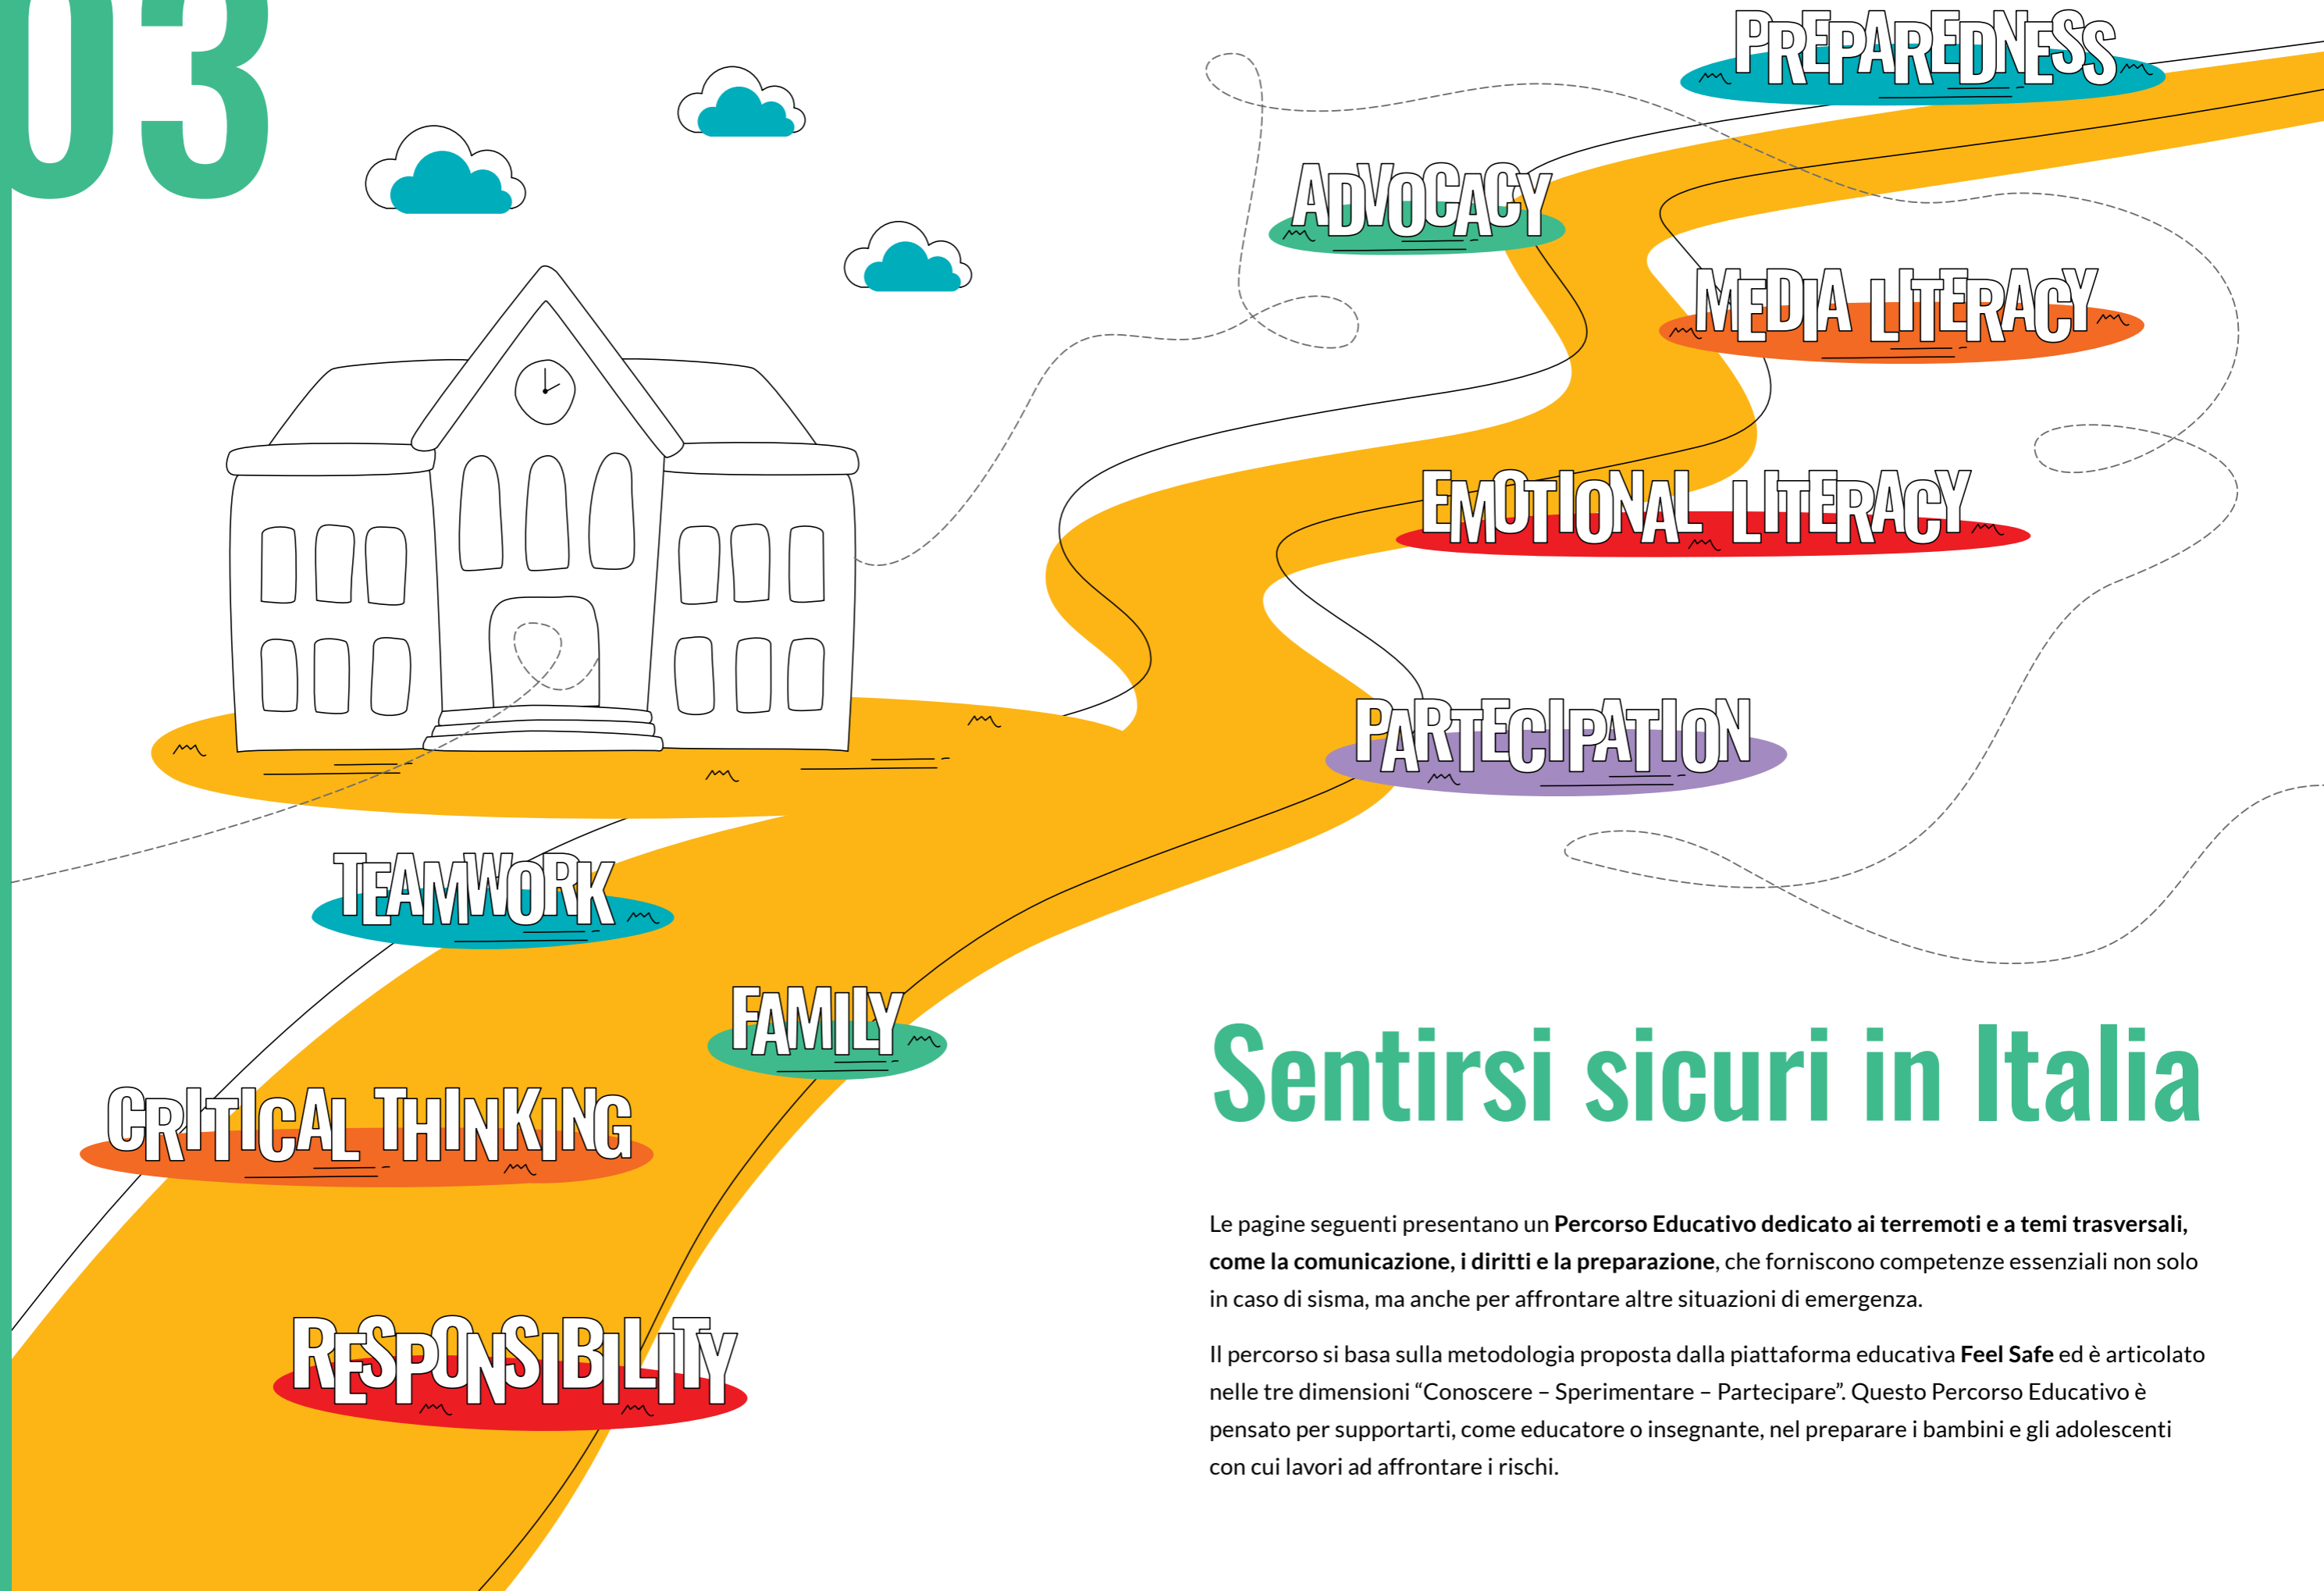 03
PREPAREDNESS
ADVOCACY
MEDIA LITERACY
EMOTIONAL LITERACY
PARTECIPATION
TEAMWORK
FAMILY
CRITICAL THINKING
RESPONSIBILITY
Sentirsi sicuri in Italia
Le pagine seguenti presentano un Percorso Educativo dedicato ai terremoti e a temi trasversali,
come la comunicazione, i diritti e la preparazione, che forniscono competenze essenziali non solo
in caso di sisma, ma anche per affrontare altre situazioni di emergenza.
Il percorso si basa sulla metodologia proposta dalla piattaforma educativa Feel Safe ed è articolato
nelle tre dimensioni “Conoscere – Sperimentare – Partecipare”. Questo Percorso Educativo è
pensato per supportarti, come educatore o insegnante, nel preparare i bambini e gli adolescenti
con cui lavori ad affrontare i rischi.